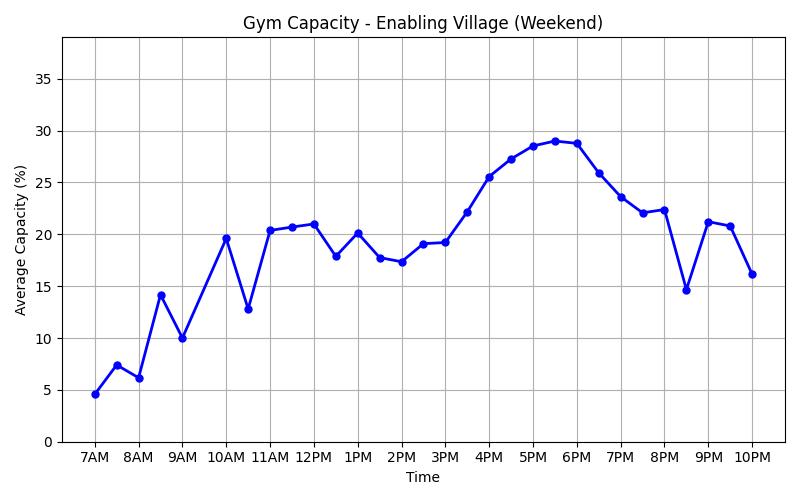 Gym Capacity - Enabling Village (Weekend)
35
30
25
20
15
10
5
0
Average Capacity (%)
7AM 8AM 9AM 10AM 11AM 12PM 1PM 2PM 3PM 4PM 5PM 6PM 7PM 8PM 9PM 10PM
Time